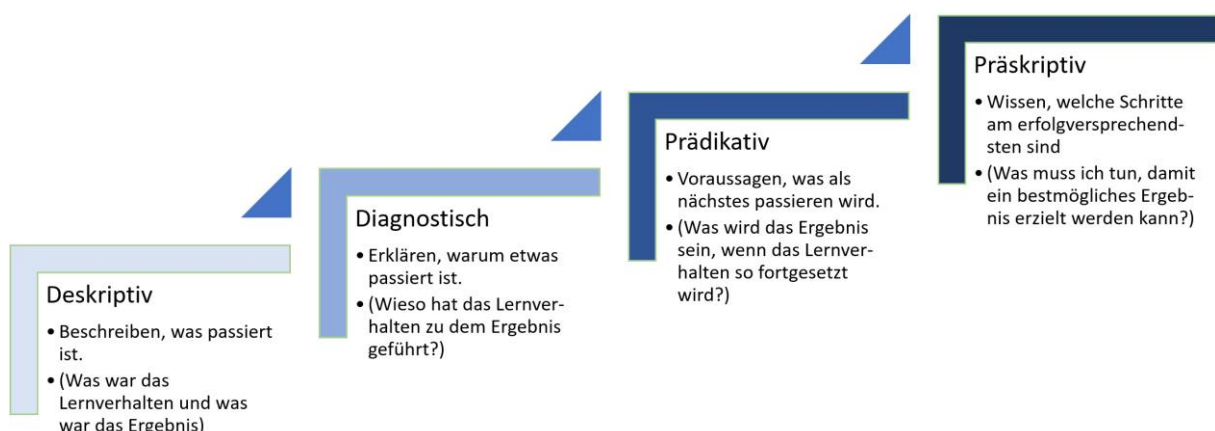 Deskriptiv
• Beschreiben, was passiert
ist.
• (Was war das
Lernverhalten und was
war das Ergebnis)
Diagnostisch
• Erklären, warum etwas
passiert ist.
• (Wieso hat das Lernver-
halten zu dem Ergebnis
geführt?)
Prädikativ
• Voraussagen, was als
nächstes passieren wird.
• (Was wird das Ergebnis
sein, wenn das Lernver-
halten so fortgesetzt
wird?)
Präskriptiv
• Wissen, welche Schritte
am erfolgversprechend-
sten sind
• (Was muss ich tun, damit
ein bestmögliches Ergeb-
nis erzielt werden kann?)